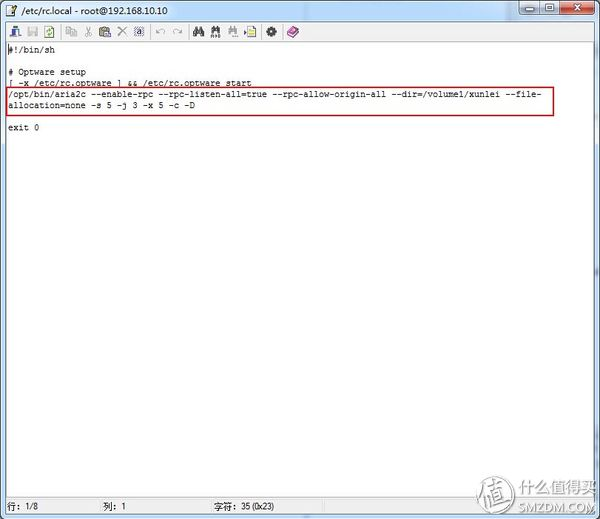 /etc/rc.local - root@192.168.10.10
#!/bin/sh
# Optware setup
[ -x /etc/rc.optware ] && /etc/rc.optware start
/opt/bin/aria2c --enable-rpc --rpc-listen-all=true --rpc-allow-origin-all --dir=/volume1/xunlei --file-
allocation=none -s 5 -j 3 -x 5 -c -D
exit 0
行: 1/8 列: 1 字符: 35 (0x23)
值 什么值得买
SMZDM.COM